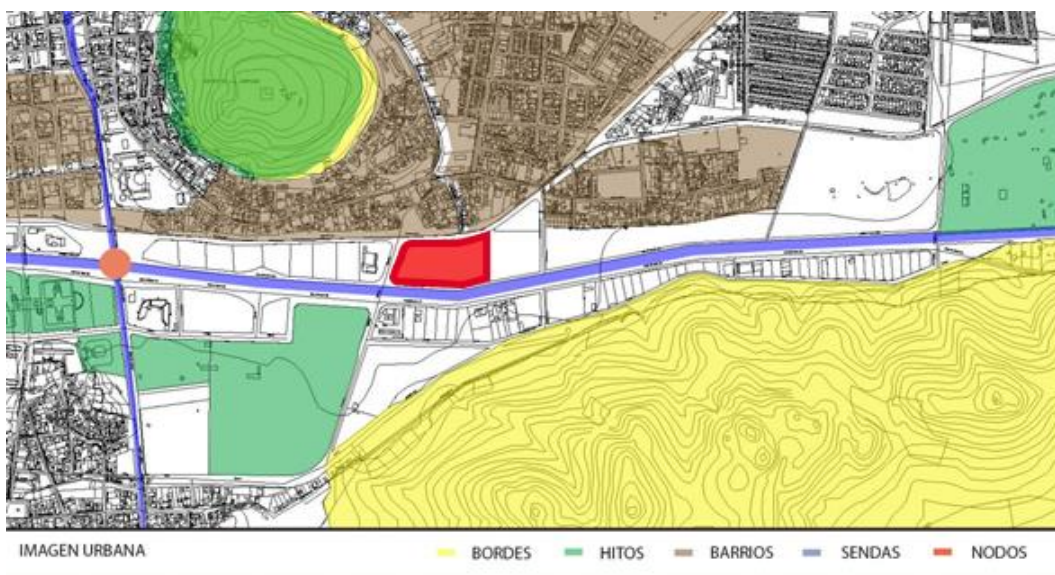 IMAGEN URBANA
BORDES
HITOS
BARRIOS
SENDAS
NODOS